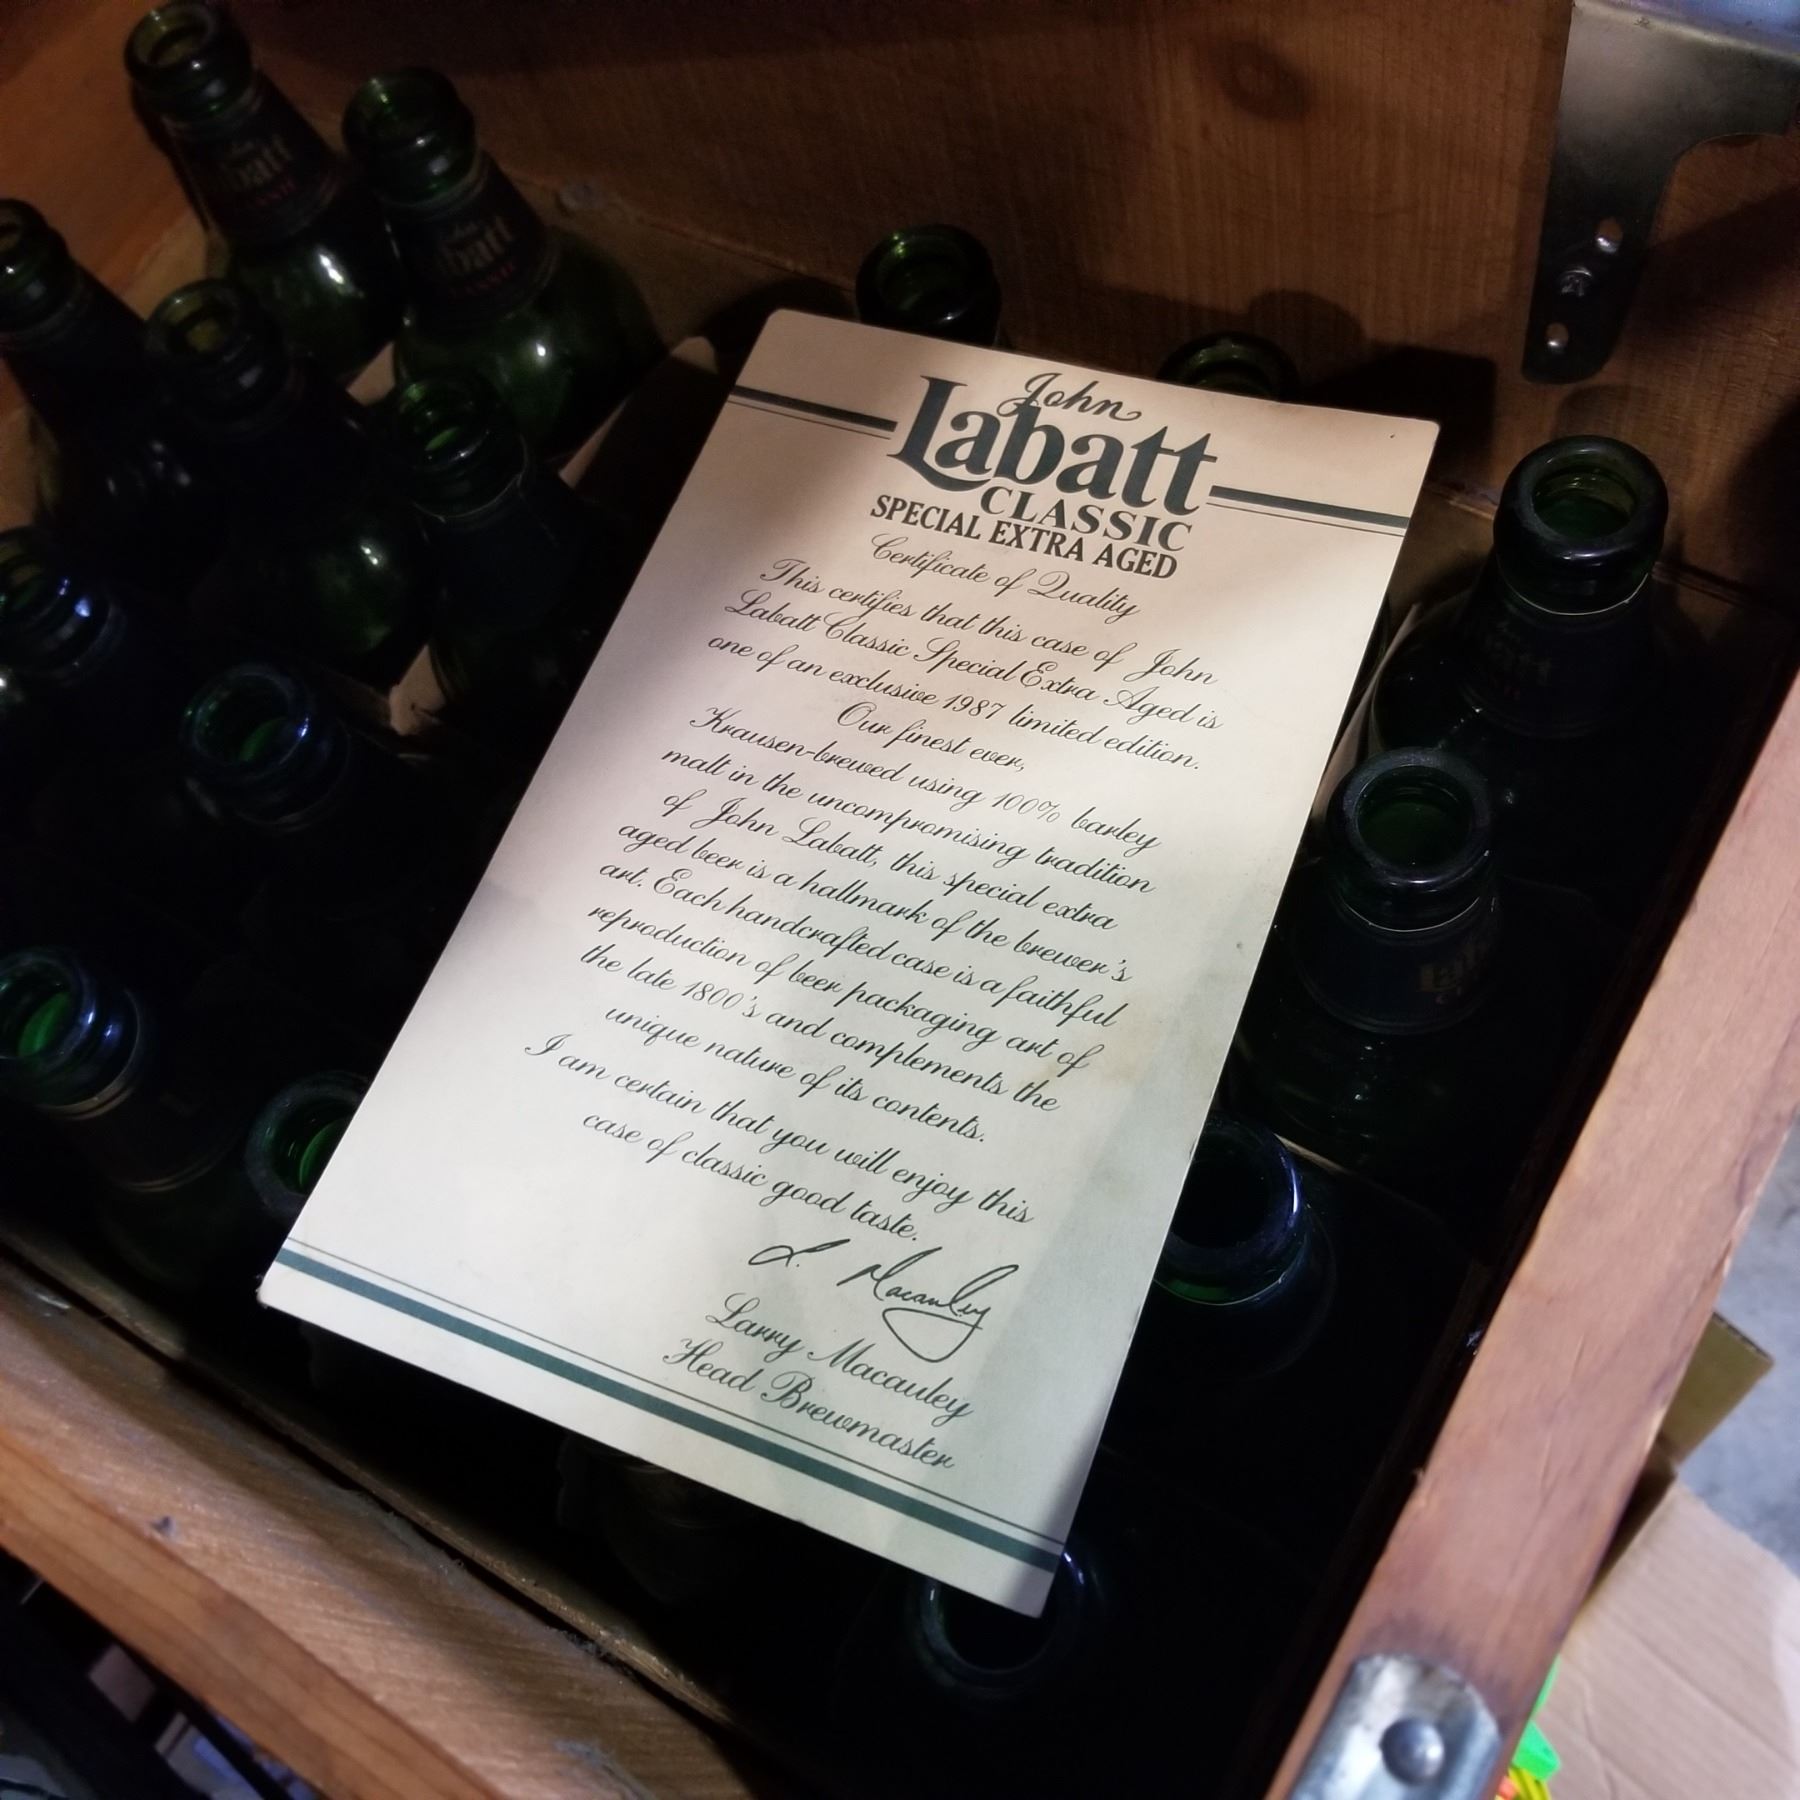 John
Labatt
CLASSIC
SPECIAL EXTRA AGED
Certificate of Quality
This certifies that this case of John
Labatt Classic Special Extra Aged is
one of an exclusive 1987 limited edition.
Our finest ever,
Krausen-brewed using 100% barley
malt in the uncompromising tradition
of John Labatt, this special extra
aged beer is a hallmark of the brewer's
art. Each handcrafted case is a faithful
reproduction of beer packaging art of
the late 1800's and complements the
unique nature of its contents.
I am certain that you will enjoy this
case of classic good taste.
L. Macauley
Larry Macauley
Head Brewmaster